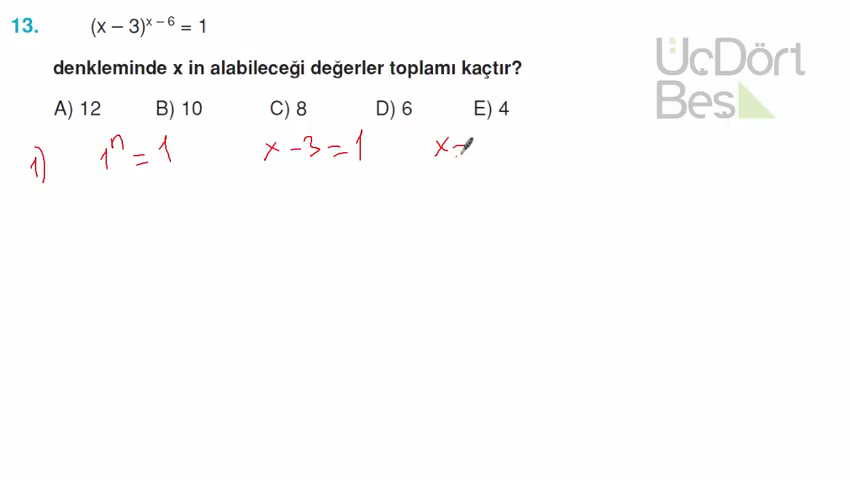 13. (x – 3)ˣ ⁻ ⁶ = 1
ÜçDört
Beş
denkleminde x in alabileceği değerler toplamı kaçtır?
A) 12 B) 10 C) 8 D) 6 E) 4
1) 1ⁿ = 1 x - 3 = 1 x =